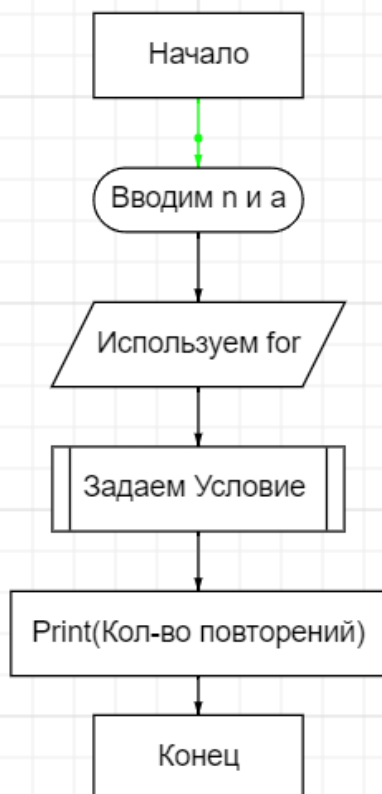 Начало
Вводим n и a
Используем for
Задаем Условие
Print(Кол-во повторений)
Конец